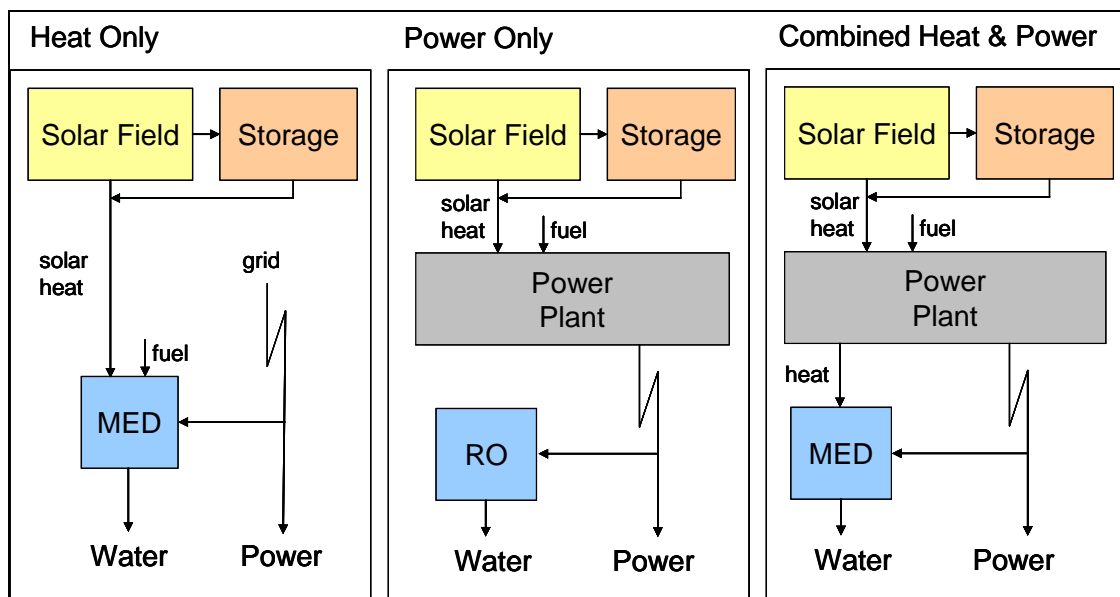 Heat Only
Solar Field
Storage
solar
heat
grid
fuel
MED
Water
Power
Power Only
Solar Field
Storage
solar
heat
fuel
Power
Plant
RO
Water
Power
Combined Heat & Power
Solar Field
Storage
solar
heat
fuel
Power
Plant
heat
MED
Water
Power